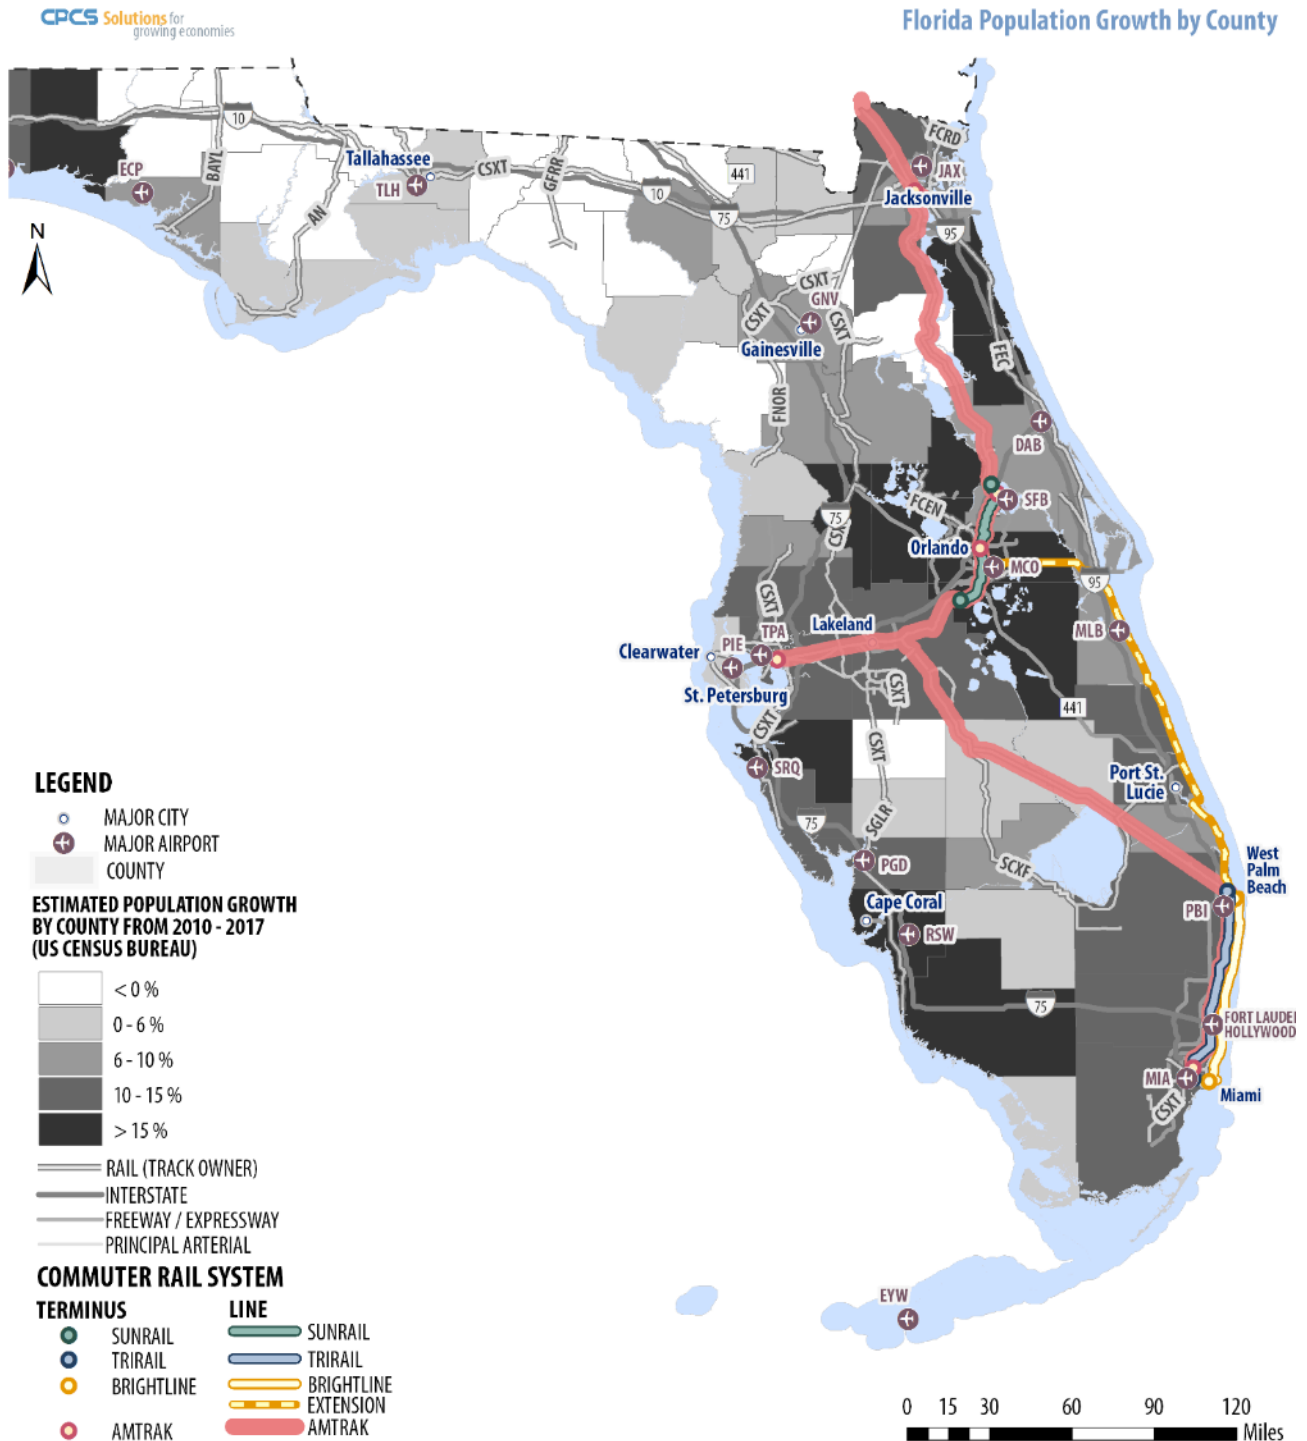 CPCS Solutions for
growing economies
Florida Population Growth by County
10
FCRD
ECP
BAYL
Tallahassee
TLH
CSXT
GFRR
441
JAX
10
Jacksonville
AN
75
95
N
CSXT
GNV
CSXT
CSXT
Gainesville
FEC
FNOR
DAB
FCEN
SFB
75
CSX
Orlando
MCO
95
CSXT
Lakeland
MLB
TPA
PIE
Clearwater
St. Petersburg
CSXT
441
CSXT
CSXT
Port St.
Lucie
SRQ
75
SGLR
West
Palm
Beach
PGD
SCXF
Cape Coral
PBI
RSW
75
FORT LAUDER
HOLLYWOOD
MIA
Miami
CSXT
EYW
LEGEND
MAJOR CITY
MAJOR AIRPORT
COUNTY
ESTIMATED POPULATION GROWTH
BY COUNTY FROM 2010 - 2017
(US CENSUS BUREAU)
< 0 %
0 - 6 %
6 - 10 %
10 - 15 %
> 15 %
RAIL (TRACK OWNER)
INTERSTATE
FREEWAY / EXPRESSWAY
PRINCIPAL ARTERIAL
COMMUTER RAIL SYSTEM
TERMINUS LINE
SUNRAIL SUNRAIL
TRIRAIL TRIRAIL
BRIGHTLINE BRIGHTLINE
EXTENSION
AMTRAK AMTRAK
0 15 30 60 90 120
Miles